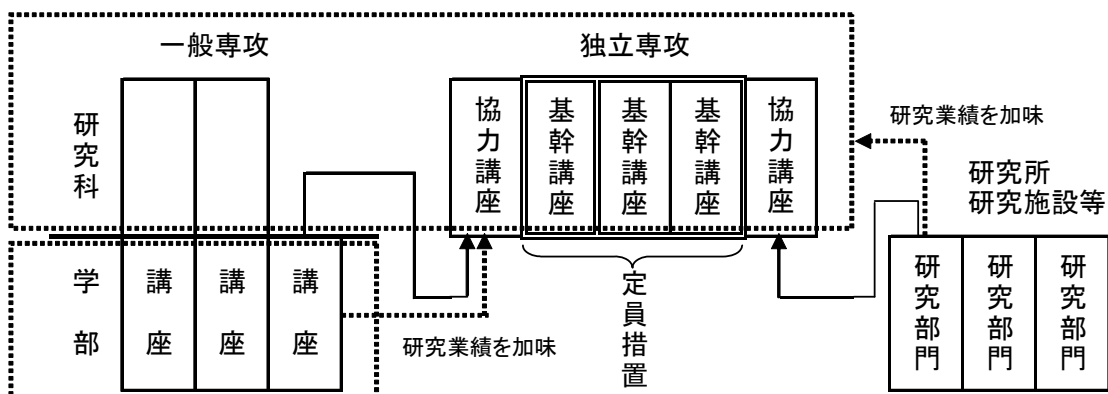 一般専攻
独立専攻
研究科
協力講座
基幹講座
基幹講座
基幹講座
協力講座
研究業績を加味
研究所
研究施設等
学部
講座
講座
講座
研究業績を加味
定員措置
研究部門
研究部門
研究部門